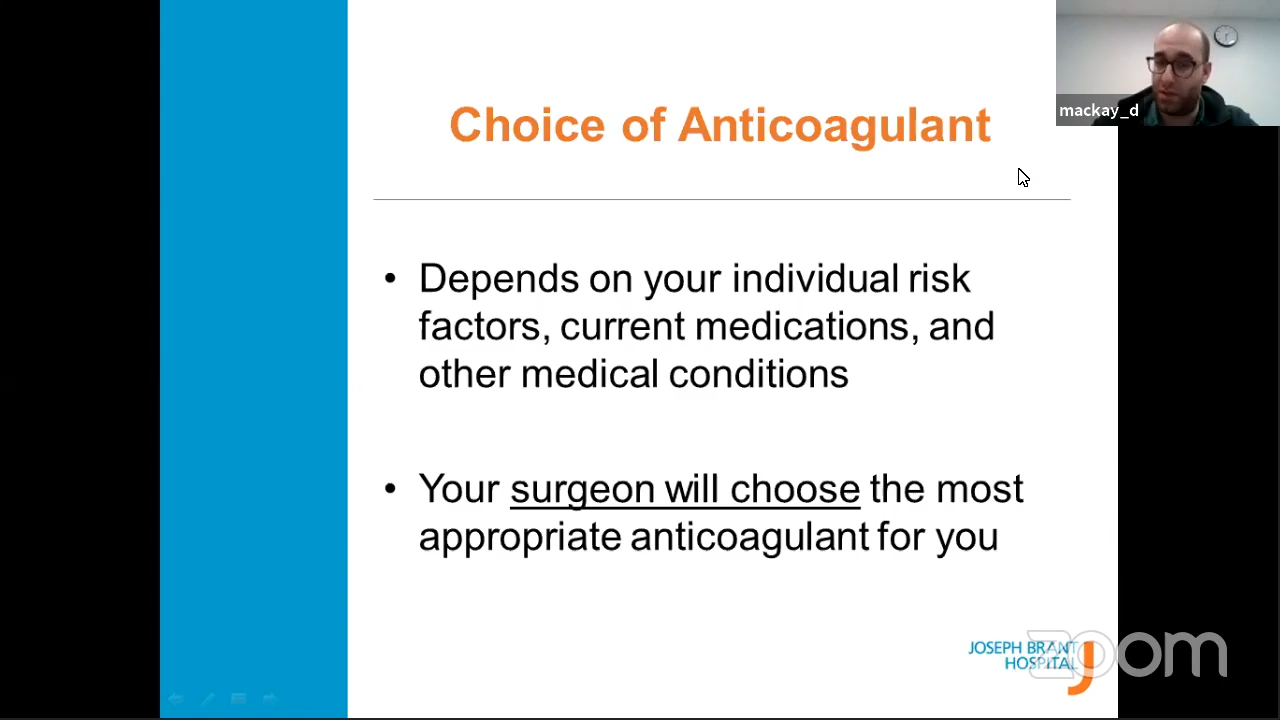 mackay_d
Choice of Anticoagulant
• Depends on your individual risk
factors, current medications, and
other medical conditions
• Your surgeon will choose the most
appropriate anticoagulant for you
JOSEPH BRANT
HOSPITAL
zoom